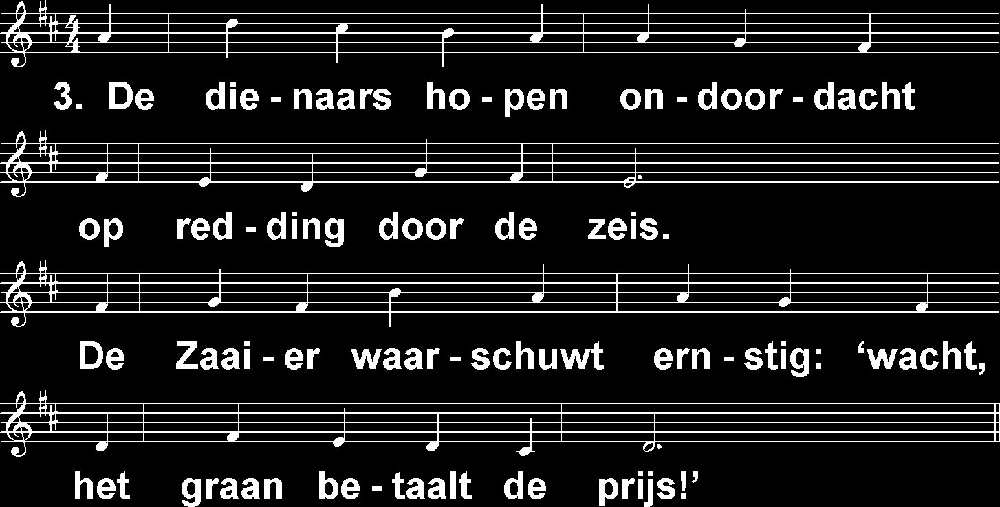 3. De die - naars ho - pen on - door - dacht
op red - ding door de zeis.
De Zaai - er waar - schuwt ern - stig: ‘wacht,
het graan be - taalt de prijs!’